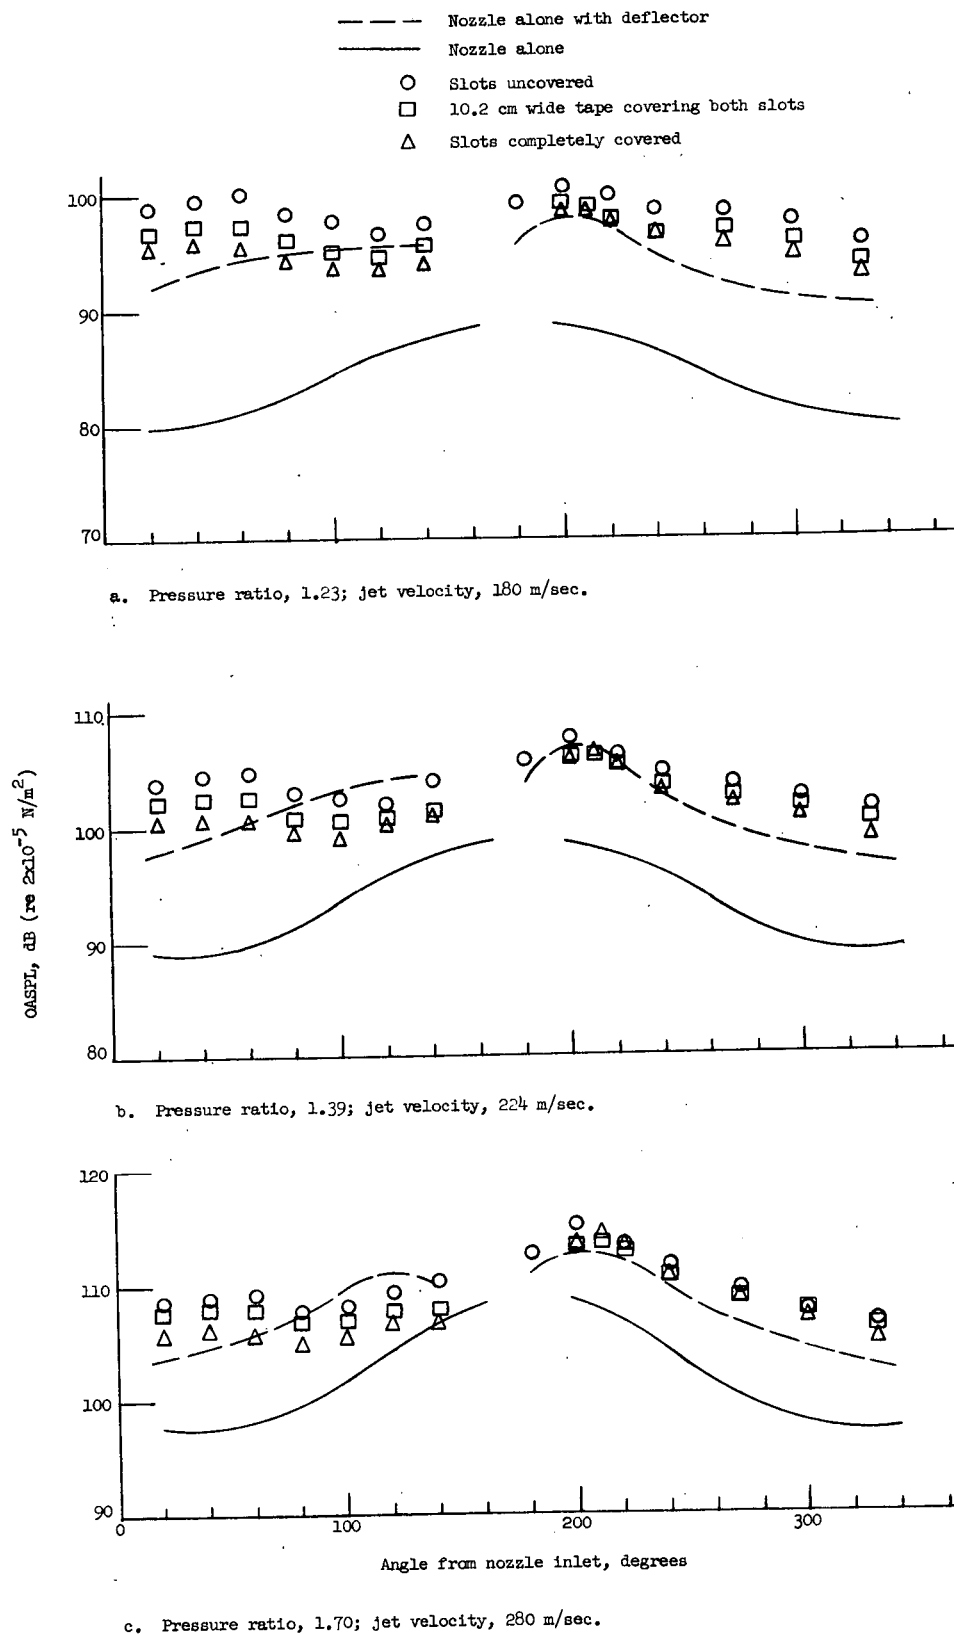 Nozzle alone with deflector
Nozzle alone
Slots uncovered
10.2 cm wide tape covering both slots
Slots completely covered
100
90
80
70
a. Pressure ratio, 1.23; jet velocity, 180 m/sec.
OASPL, dB (re 2x10⁻⁵ N/m²)
110
100
90
80
b. Pressure ratio, 1.39; jet velocity, 224 m/sec.
120
110
100
90
0 100 200 300
Angle from nozzle inlet, degrees
c. Pressure ratio, 1.70; jet velocity, 280 m/sec.